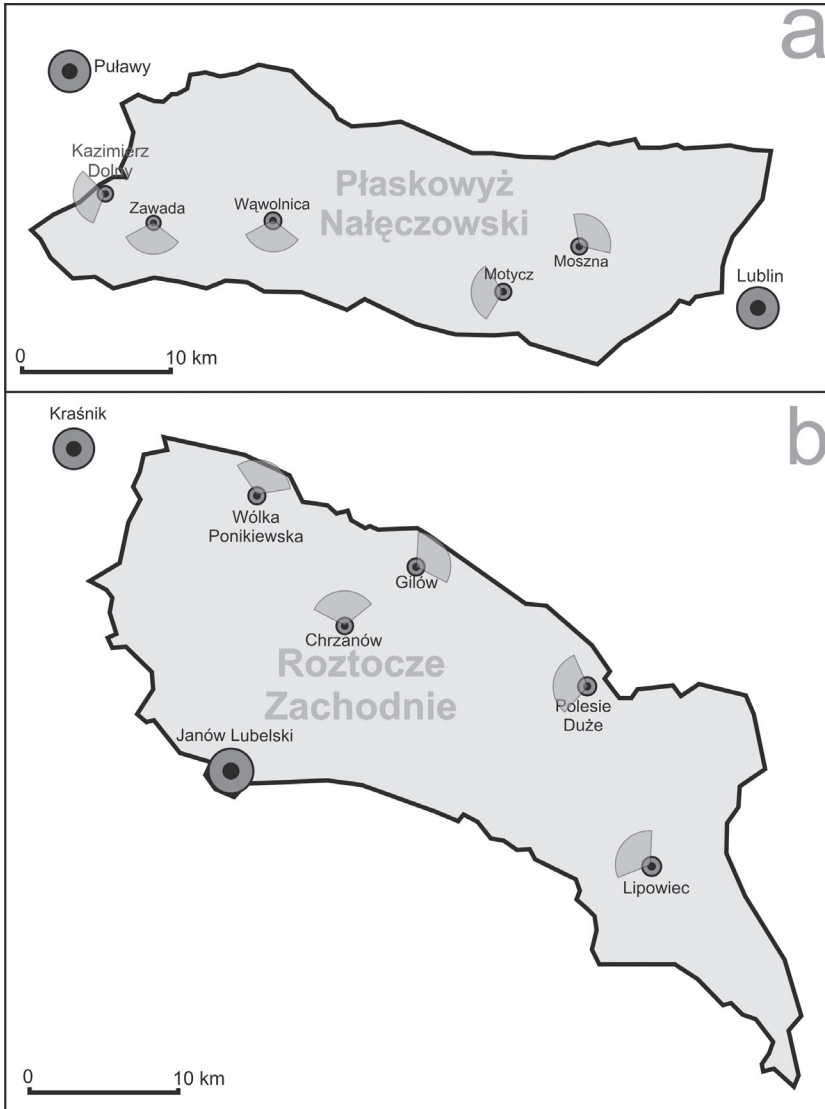 a
Puławy
Kazimierz
Dolny
Zawada
Wąwolnica
Płaskowyż
Nałęczowski
Moszna
Motycz
Lublin
0
10 km
b
Kraśnik
Wólka
Ponikiewska
Gilów
Chrzanów
Roztocze
Zachodnie
Polesie
Duże
Janów Lubelski
Lipowiec
0
10 km